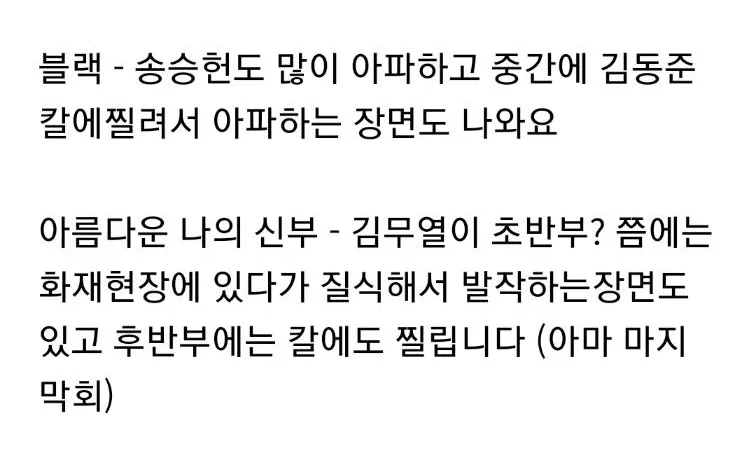 블랙 - 송승헌도 많이 아파하고 중간에 김동준
칼에찔려서 아파하는 장면도 나와요
아름다운 나의 신부 - 김무열이 초반부? 쯤에는
화재현장에 있다가 질식해서 발작하는장면도
있고 후반부에는 칼에도 찔립니다 (아마 마지
막회)